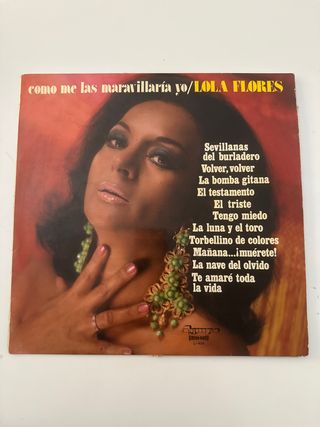 como me las maravillaría yo/LOLA FLORES
Sevillanas
del burladero
Volver, volver
La bomba gitana
El testamento
El triste
Tengo miedo
La luna y el toro
Torbellino de colores
Mañana...¡muérete!
La nave del olvido
Te amaré toda
la vida